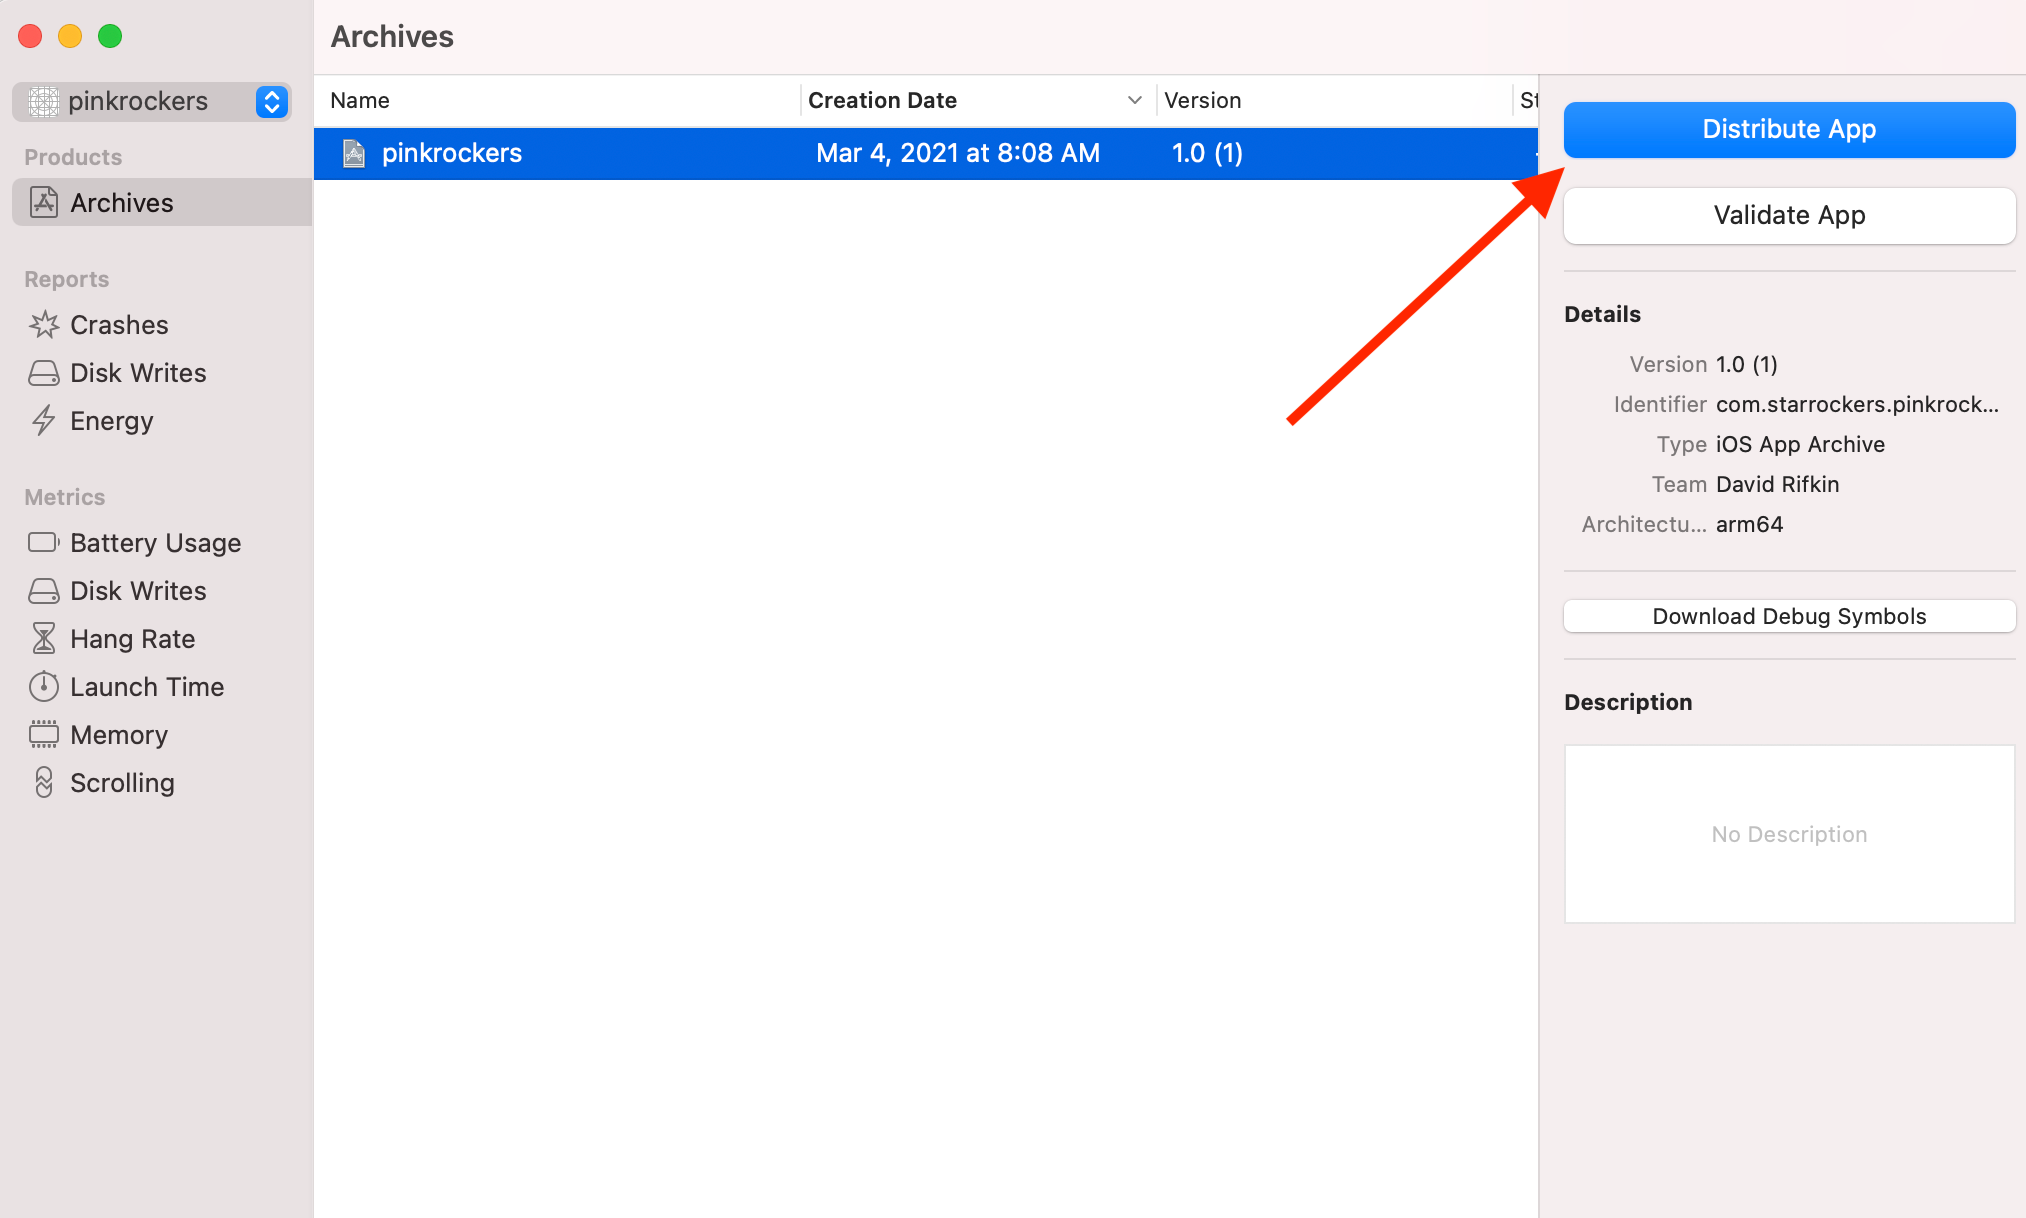 Archives
pinkrockers
Products
Archives
Reports
Crashes
Disk Writes
Energy
Metrics
Battery Usage
Disk Writes
Hang Rate
Launch Time
Memory
Scrolling
Name Creation Date Version
pinkrockers Mar 4, 2021 at 8:08 AM 1.0 (1)
Distribute App
Validate App
Details
Version 1.0 (1)
Identifier com.starrockers.pinkrock...
Type iOS App Archive
Team David Rifkin
Architectu... arm64
Download Debug Symbols
Description
No Description